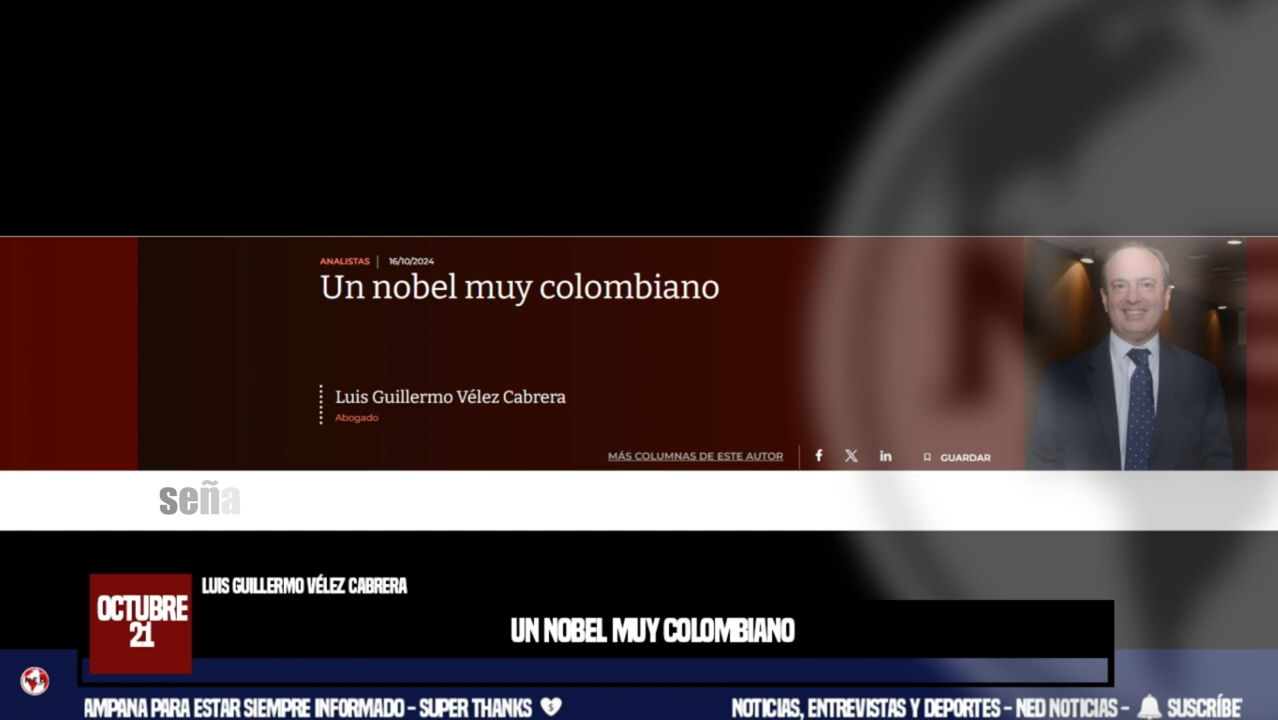 ANALISTAS | 16/10/2024
Un nobel muy colombiano
Luis Guillermo Vélez Cabrera
Abogado
MÁS COLUMNAS DE ESTE AUTOR
GUARDAR
seña
LUIS GUILLERMO VÉLEZ CABRERA
OCTUBRE
21
UN NOBEL MUY COLOMBIANO
AMPANA PARA ESTAR SIEMPRE INFORMADO - SUPER THANKS
NOTICIAS, ENTREVISTAS Y DEPORTES - NED NOTICIAS - SUSCRÍBE